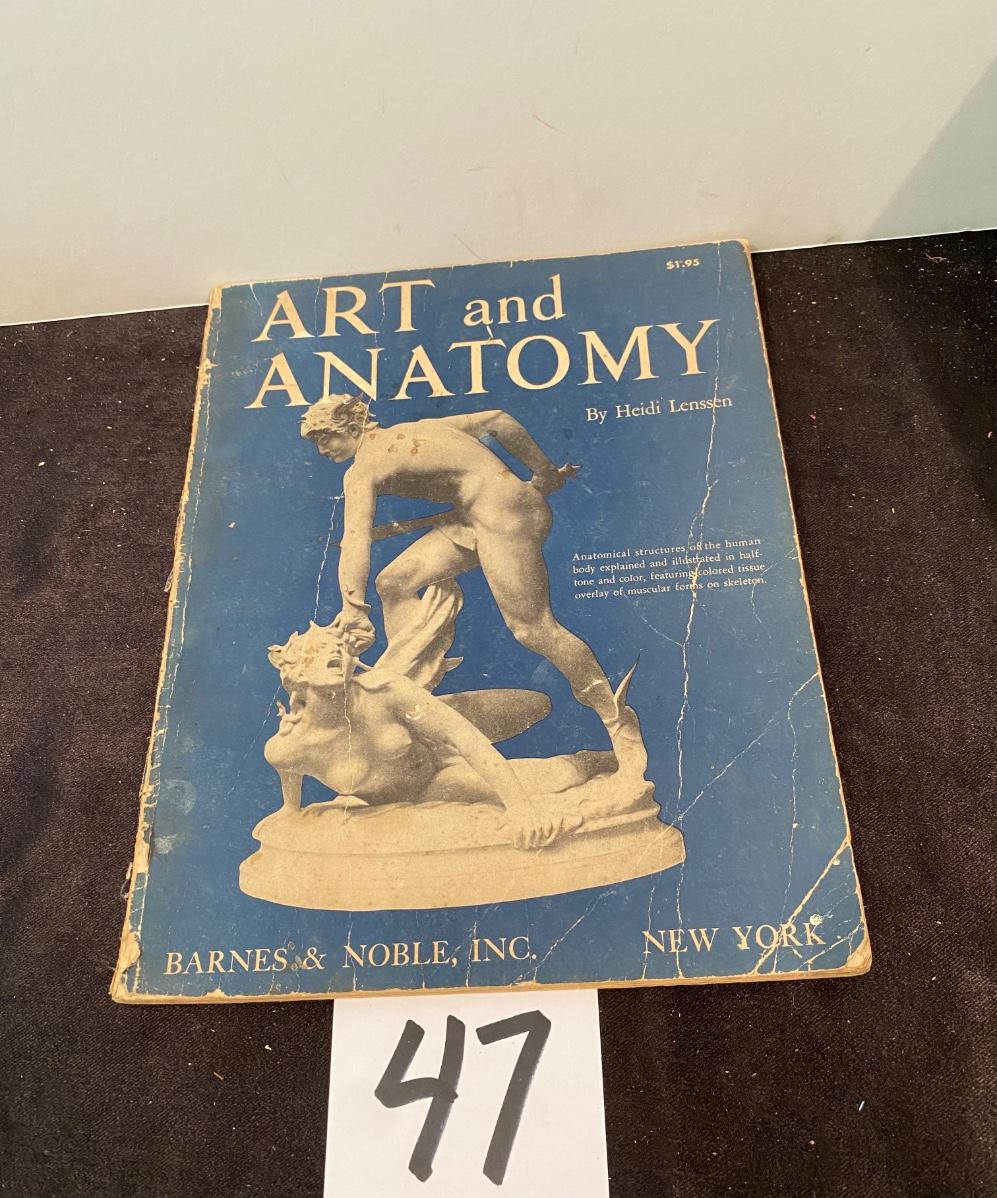 $1.95
ART and
ANATOMY
By Heidi Lenssen
Anatomical structures of the human
body explained and illustrated in half-
tone and color, featuring colored tissue
overlay of muscular forms on skeleton.
BARNES & NOBLE, INC.
NEW YORK
47